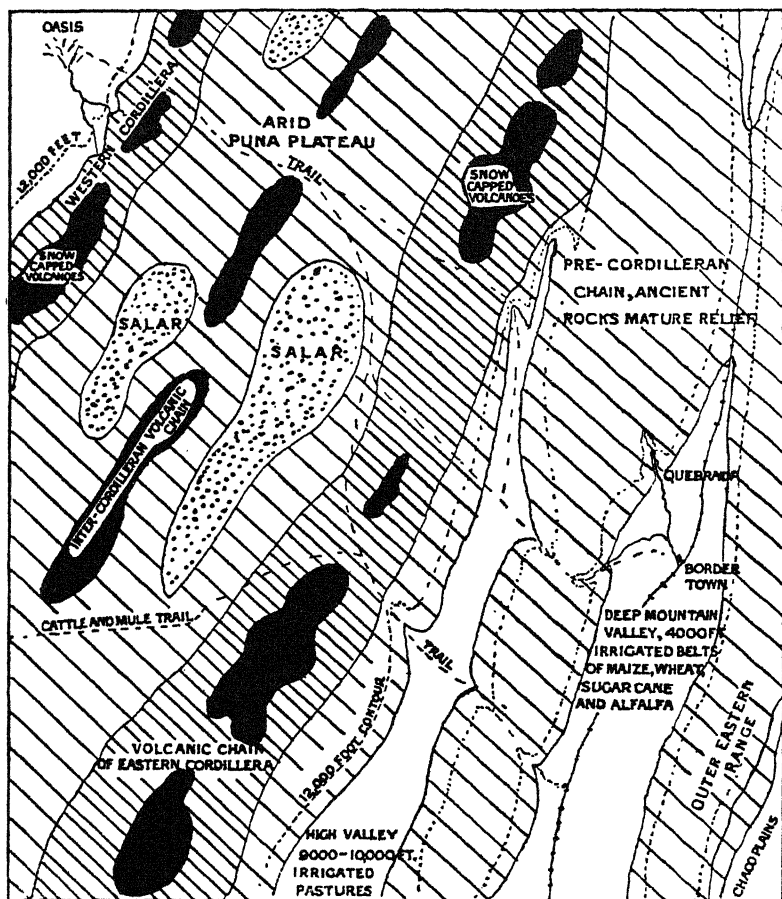 OASIS
12,000 FEET
WESTERN CORDILLERA
ARID
PUNA PLATEAU
TRAIL
SNOW
CAPPED
VOLCANOES
SNOW
CAPPED
VOLCANOES
PRE-CORDILLERAN
CHAIN, ANCIENT
ROCKS MATURE RELIEF
SALAR
SALAR
INTER-CORDILLERAN VOLCANIC
CHAIN
QUEBRADA
BORDER
TOWN
CATTLE AND MULE TRAIL
DEEP MOUNTAIN
VALLEY, 4000 FT.
IRRIGATED BELTS
OF MAIZE, WHEAT,
SUGAR CANE
AND ALFALFA
TRAIL
12,000 FOOT CONTOUR
VOLCANIC CHAIN
OF EASTERN CORDILLERA
OUTER EASTERN
RANGE
HIGH VALLEY
9000-10,000 FT.
IRRIGATED
PASTURES
CHACO PLAINS